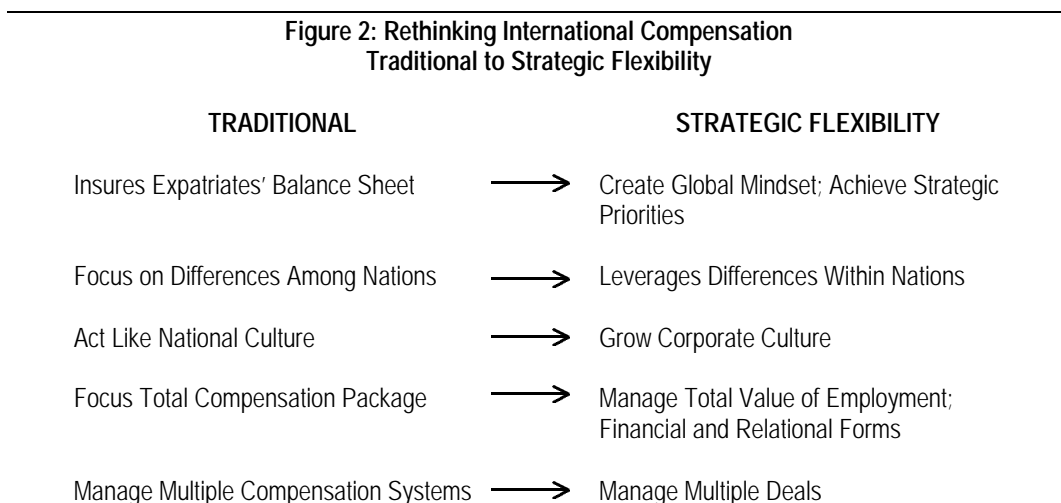 Figure 2: Rethinking International Compensation
Traditional to Strategic Flexibility
TRADITIONAL
STRATEGIC FLEXIBILITY
Insures Expatriates' Balance Sheet
Create Global Mindset; Achieve Strategic
Priorities
Focus on Differences Among Nations
Leverages Differences Within Nations
Act Like National Culture
Grow Corporate Culture
Focus Total Compensation Package
Manage Total Value of Employment;
Financial and Relational Forms
Manage Multiple Compensation Systems
Manage Multiple Deals